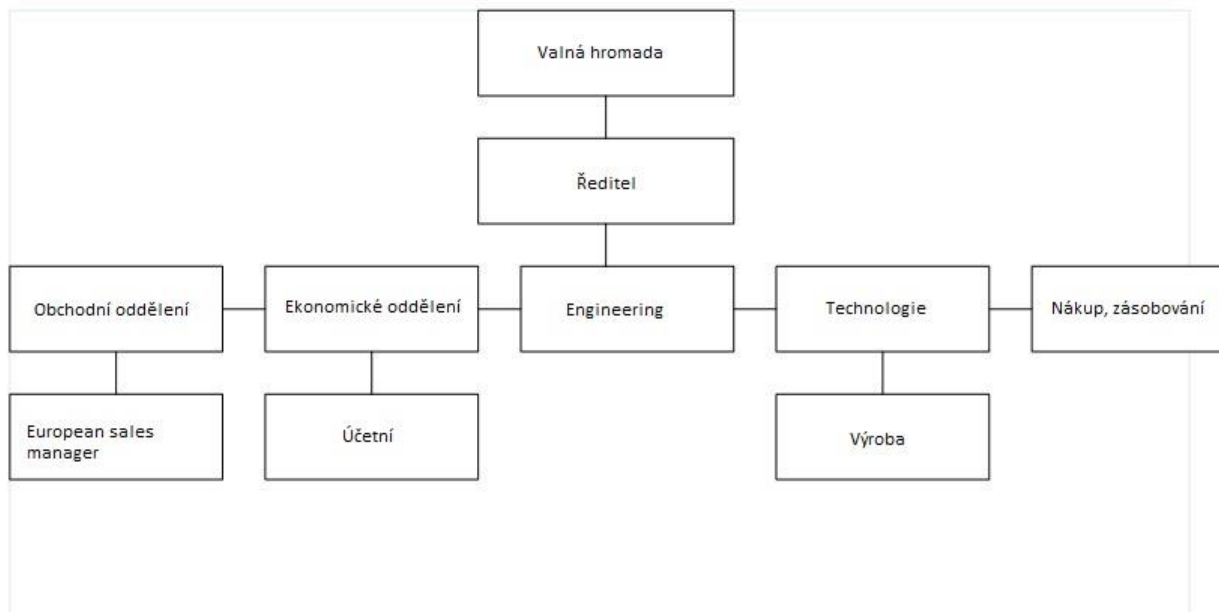 Valná hromada
Ředitel
Obchodní oddělení
Ekonomické oddělení
Engineering
Technologie
Nákup, zásobování
European sales
manager
Účetní
Výroba